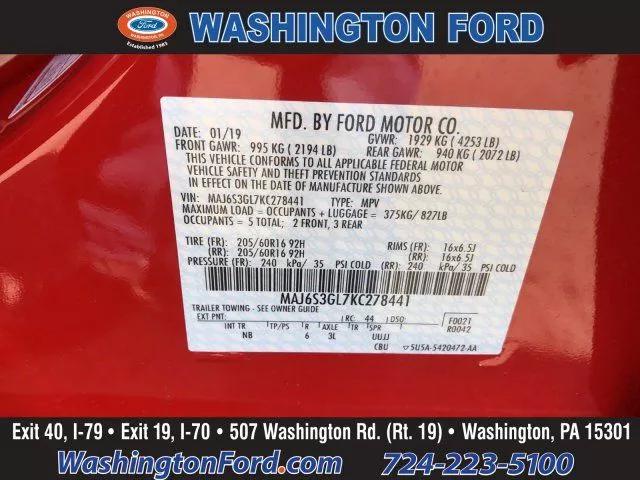 WASHINGTON FORD
Ford
WASHINGTON, PA
Established 1983
MFD. BY FORD MOTOR CO.
DATE: 01/19 GVWR: 1929 KG ( 4253 LB)
FRONT GAWR: 995 KG ( 2194 LB) REAR GAWR: 940 KG ( 2072 LB)
THIS VEHICLE CONFORMS TO ALL APPLICABLE FEDERAL MOTOR
VEHICLE SAFETY AND THEFT PREVENTION STANDARDS
IN EFFECT ON THE DATE OF MANUFACTURE SHOWN ABOVE.
VIN: MAJ6S3GL7KC278441 TYPE: MPV
MAXIMUM LOAD = OCCUPANTS + LUGGAGE = 375KG/ 827LB
OCCUPANTS = 5 TOTAL; 2 FRONT, 3 REAR
TIRE (FR): 205/60R16 92H RIMS (FR): 16x6.5J
(RR): 205/60R16 92H (RR): 16x6.5J
PRESSURE(FR): 240 kPa/ 35 PSI COLD (RR): 240 kPa/ 35 PSI COLD
MAJ6S3GL7KC278441
TRAILER TOWING - SEE OWNER GUIDE
EXT PNT: RC: 44 DSO: F0021
R0042
INT TR TP/PS R AXLE TR SPR
NB 6 3L UUJJ
CBU 5U5A-5420472-AA
Exit 40, I-79 • Exit 19, I-70 • 507 Washington Rd. (Rt. 19) • Washington, PA 15301
WashingtonFord.com 724-223-5100